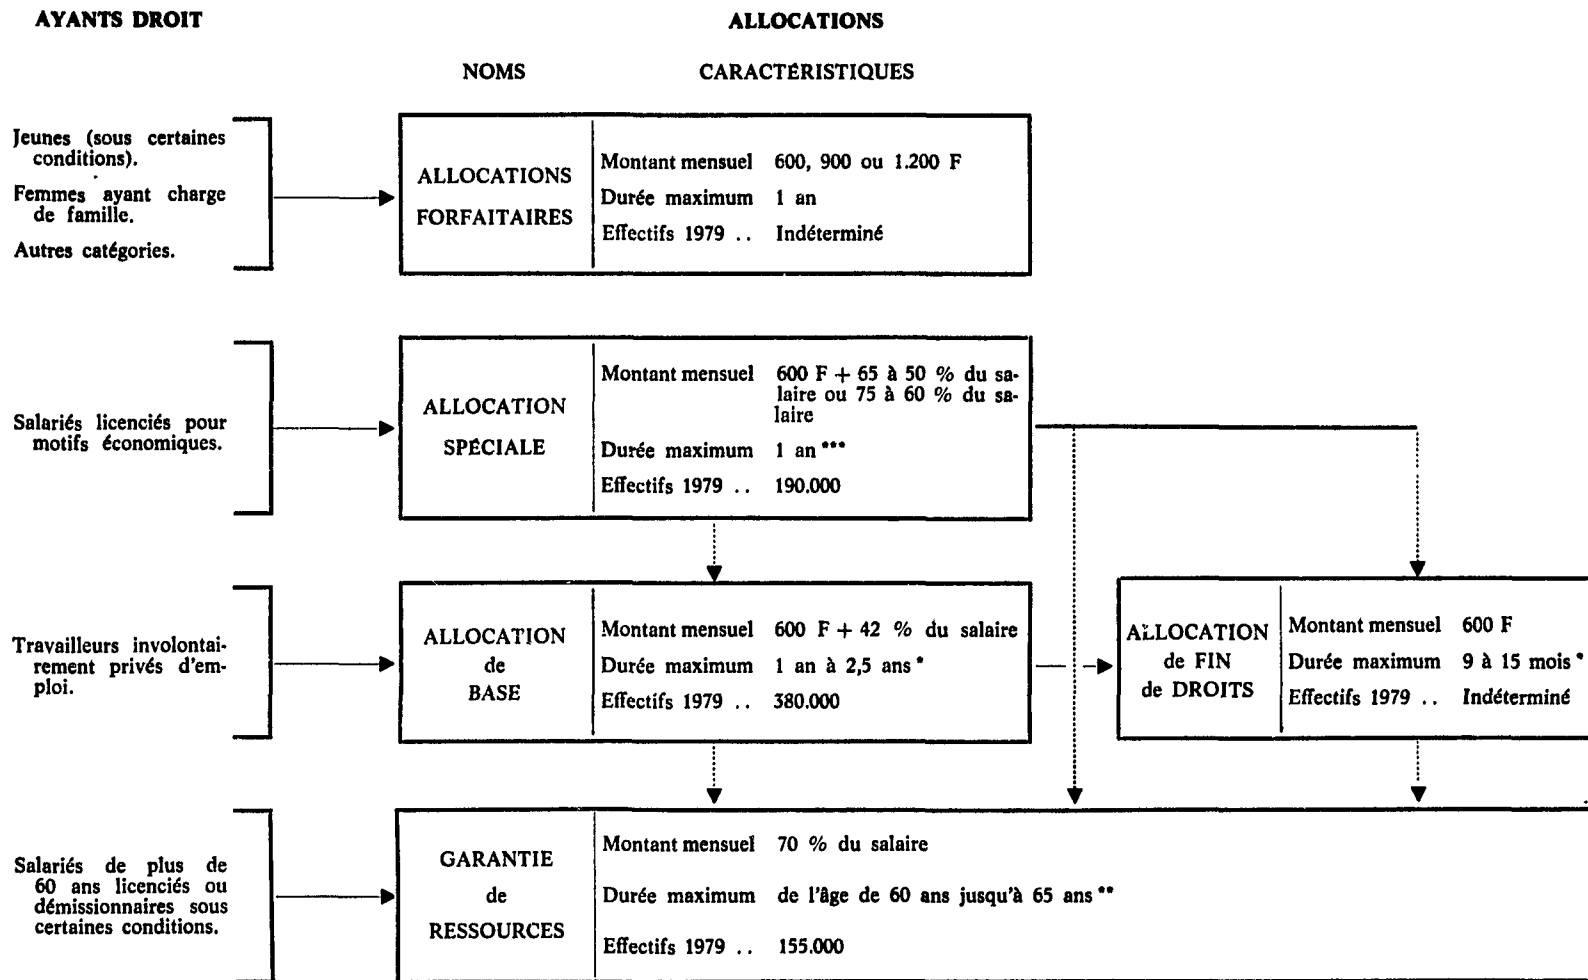 AYANTS DROIT
ALLOCATIONS
NOMS
CARACTÉRISTIQUES
Jeunes (sous certaines
conditions).
Femmes ayant charge
de famille.
Autres catégories.
ALLOCATIONS
FORFAITAIRES
Montant mensuel 600, 900 ou 1.200 F
Durée maximum 1 an
Effectifs 1979 .. Indéterminé
Salariés licenciés pour
motifs économiques.
ALLOCATION
SPÉCIALE
Montant mensuel 600 F + 65 à 50 % du sa-
laire ou 75 à 60 % du sa-
laire
Durée maximum 1 an ***
Effectifs 1979 .. 190.000
Travailleurs involontai-
rement privés d'em-
ploi.
ALLOCATION
de
BASE
Montant mensuel 600 F + 42 % du salaire
Durée maximum 1 an à 2,5 ans *
Effectifs 1979 .. 380.000
ALLOCATION
de FIN
de DROITS
Montant mensuel 600 F
Durée maximum 9 à 15 mois *
Effectifs 1979 .. Indéterminé
Salariés de plus de
60 ans licenciés ou
démissionnaires sous
certaines conditions.
GARANTIE
de
RESSOURCES
Montant mensuel 70 % du salaire
Durée maximum de l'âge de 60 ans jusqu'à 65 ans **
Effectifs 1979 .. 155.000